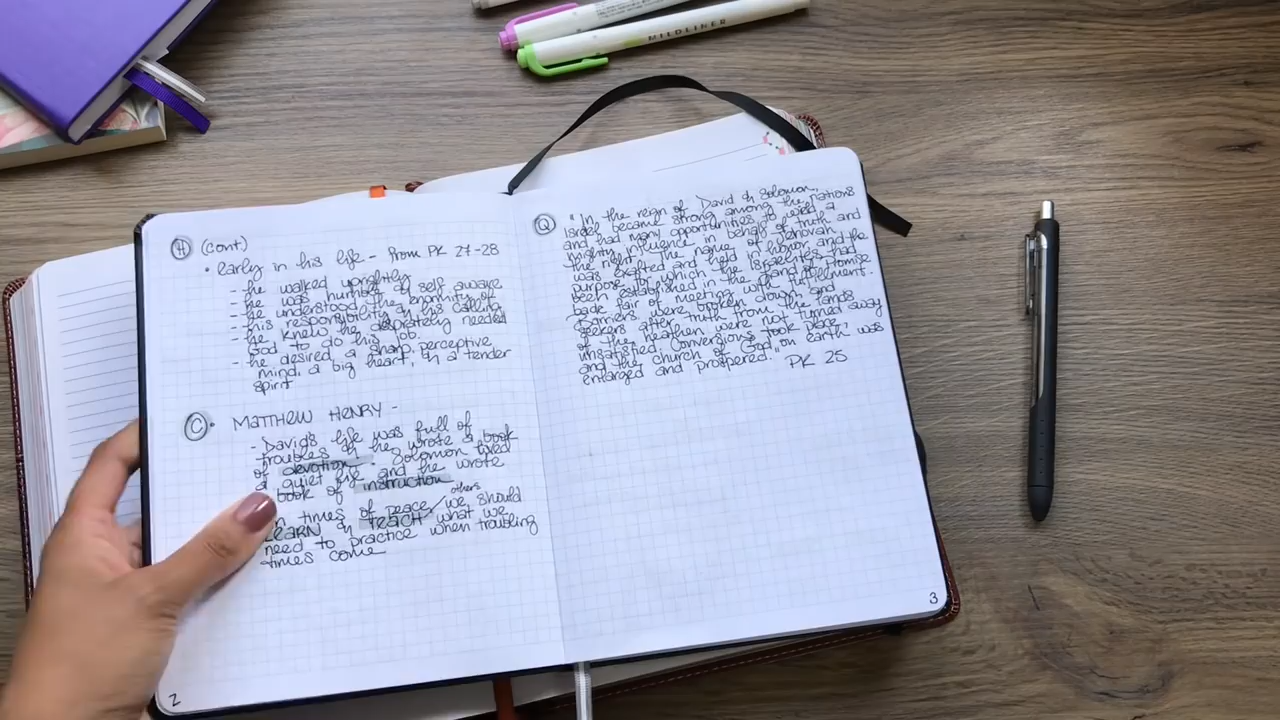 MILDLINER
H (cont)
• Early in his life - from PK 27-28
- he walked uprightly
- he was humble & self aware
- he understood the enormity of
his responsibility in his calling
- he knew he desperately needed
God to do his job.
- he desired a sharp, perceptive
mind, a big heart, & a tender
spirit
C • MATTHEW HENRY -
- David's life was full of
troubles & he wrote a book
of devotion. Solomon lived
a quiet life and he wrote
book of instruction
others
in times of peace / we should
LEARN & TEACH what we
need to practice when troubling
times come
2
Q "In the reign of David & Solomon,
Israel became strong among the nations
and had many opportunities to wield a
mighty influence in behalf of truth and
the right. The name of Jehovah
was exalted and held in honor, and the
purpose for which the Israelites had
been established in the land of Promise
bade fair of meeting with fulfillment.
Barriers were broken down, and
seekers after truth from the lands
of the heathen were not turned away
unsatisfied. Conversions took place,
and the church of God on earth was
enlarged and prospered." PK 25
3